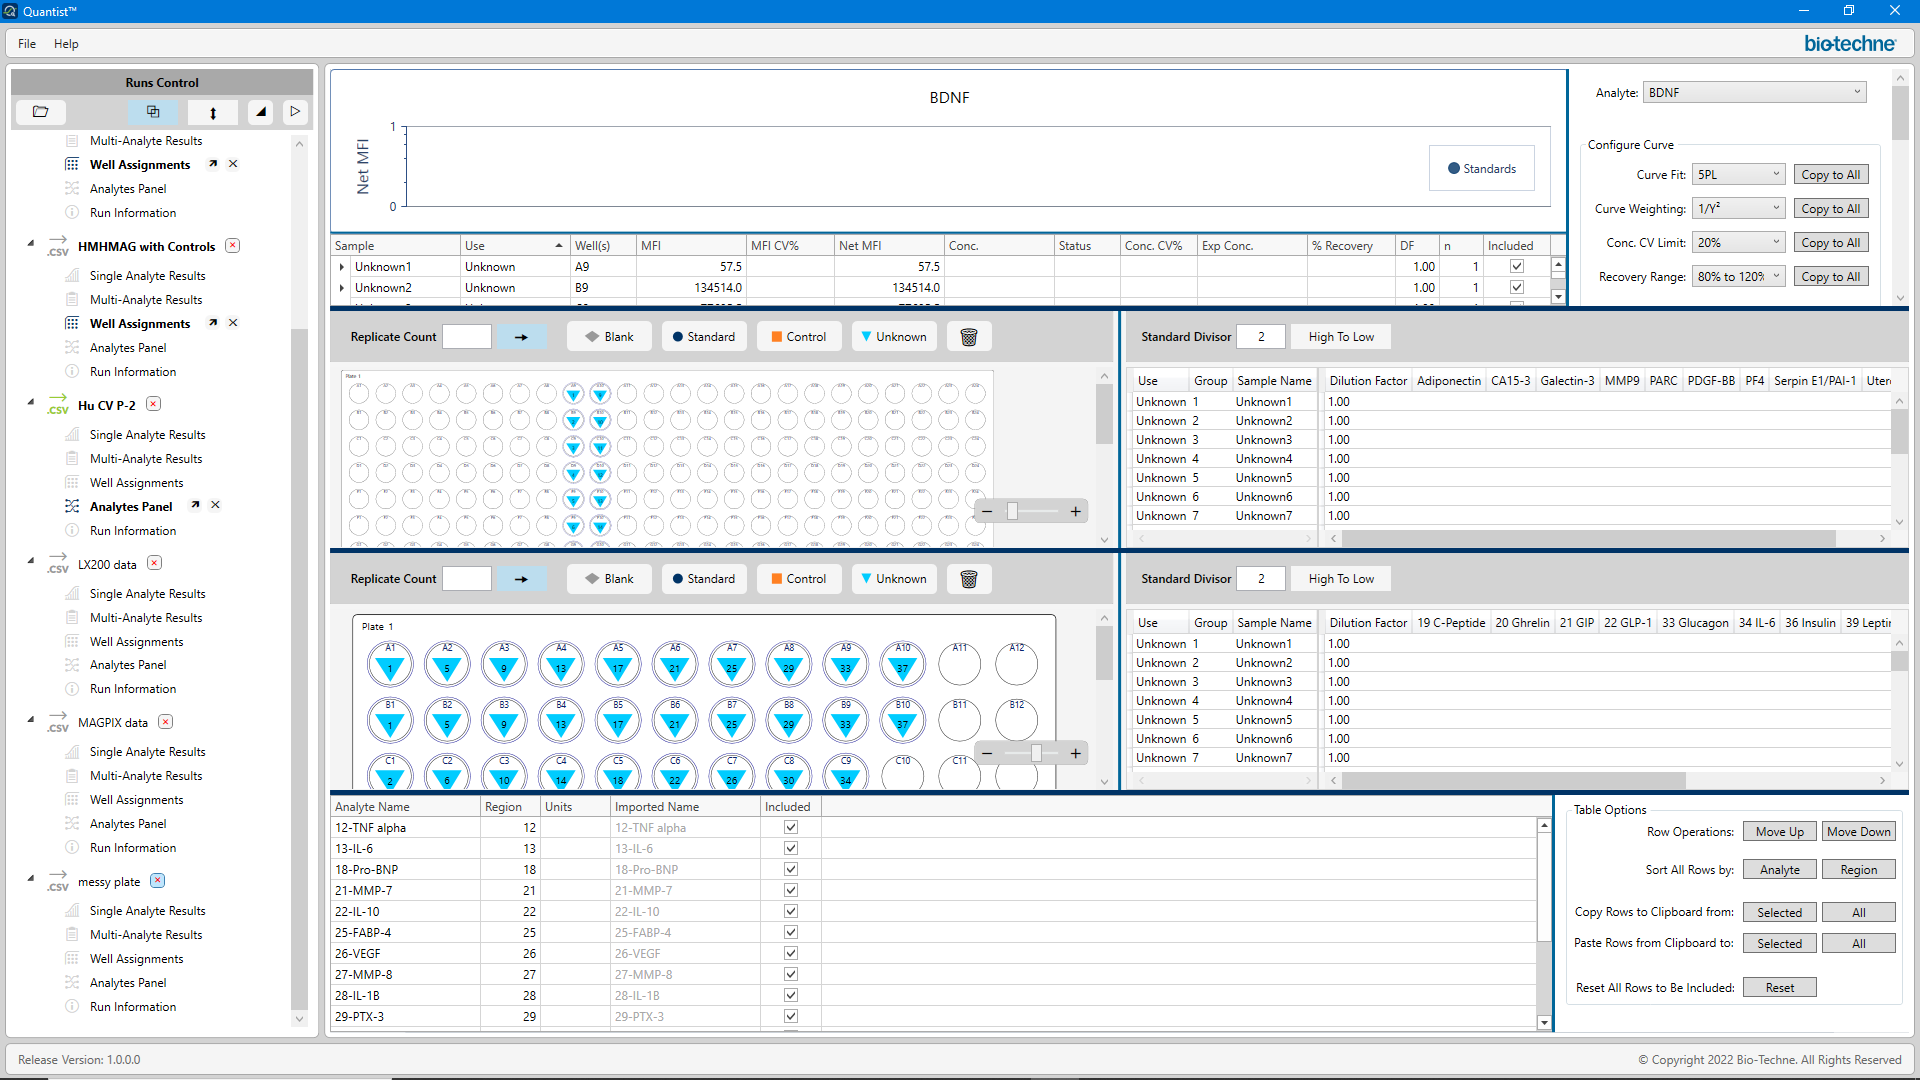 Quantist™
File Help
bio-techne
Runs Control
Multi-Analyte Results
Well Assignments
Analytes Panel
Run Information
.CSV HMHMAG with Controls
Single Analyte Results
Multi-Analyte Results
Well Assignments
Analytes Panel
Run Information
.CSV Hu CV P-2
Single Analyte Results
Multi-Analyte Results
Well Assignments
Analytes Panel
Run Information
.CSV LX200 data
Single Analyte Results
Multi-Analyte Results
Well Assignments
Analytes Panel
Run Information
.CSV MAGPIX data
Single Analyte Results
Multi-Analyte Results
Well Assignments
Analytes Panel
Run Information
.CSV messy plate
Single Analyte Results
Multi-Analyte Results
Well Assignments
Analytes Panel
Run Information
BDNF
Net MFI
1
0
Standards
Sample Use Well(s) MFI MFI CV% Net MFI Conc. Status Conc. CV% Exp Conc. % Recovery DF n Included
Unknown1 Unknown A9 57.5 57.5 1.00 1
Unknown2 Unknown B9 134514.0 134514.0 1.00 1
Analyte: BDNF
Configure Curve
Curve Fit: 5PL Copy to All
Curve Weighting: 1/Y² Copy to All
Conc. CV Limit: 20% Copy to All
Recovery Range: 80% to 120% Copy to All
Replicate Count Blank Standard Control Unknown
Plate 1
Standard Divisor 2 High To Low
Use Group Sample Name Dilution Factor Adiponectin CA15-3 Galectin-3 MMP9 PARC PDGF-BB PF4 Serpin E1/PAI-1 Uter
Unknown 1 Unknown1 1.00
Unknown 2 Unknown2 1.00
Unknown 3 Unknown3 1.00
Unknown 4 Unknown4 1.00
Unknown 5 Unknown5 1.00
Unknown 6 Unknown6 1.00
Unknown 7 Unknown7 1.00
Replicate Count Blank Standard Control Unknown
Plate 1
A1 A2 A3 A4 A5 A6 A7 A8 A9 A10 A11 A12
1 5 9 13 17 21 25 29 33 37
B1 B2 B3 B4 B5 B6 B7 B8 B9 B10 B11 B12
1 5 9 13 17 21 25 29 33 37
C1 C2 C3 C4 C5 C6 C7 C8 C9 C10 C11
2 6 10 14 18 22 26 30 34
Standard Divisor 2 High To Low
Use Group Sample Name Dilution Factor 19 C-Peptide 20 Ghrelin 21 GIP 22 GLP-1 33 Glucagon 34 IL-6 36 Insulin 39 Leptin
Unknown 1 Unknown1 1.00
Unknown 2 Unknown2 1.00
Unknown 3 Unknown3 1.00
Unknown 4 Unknown4 1.00
Unknown 5 Unknown5 1.00
Unknown 6 Unknown6 1.00
Unknown 7 Unknown7 1.00
Analyte Name Region Units Imported Name Included
12-TNF alpha 12 12-TNF alpha
13-IL-6 13 13-IL-6
18-Pro-BNP 18 18-Pro-BNP
21-MMP-7 21 21-MMP-7
22-IL-10 22 22-IL-10
25-FABP-4 25 25-FABP-4
26-VEGF 26 26-VEGF
27-MMP-8 27 27-MMP-8
28-IL-1B 28 28-IL-1B
29-PTX-3 29 29-PTX-3
Table Options
Row Operations: Move Up Move Down
Sort All Rows by: Analyte Region
Copy Rows to Clipboard from: Selected All
Paste Rows from Clipboard to: Selected All
Reset All Rows to Be Included: Reset
Release Version: 1.0.0.0
© Copyright 2022 Bio-Techne. All Rights Reserved